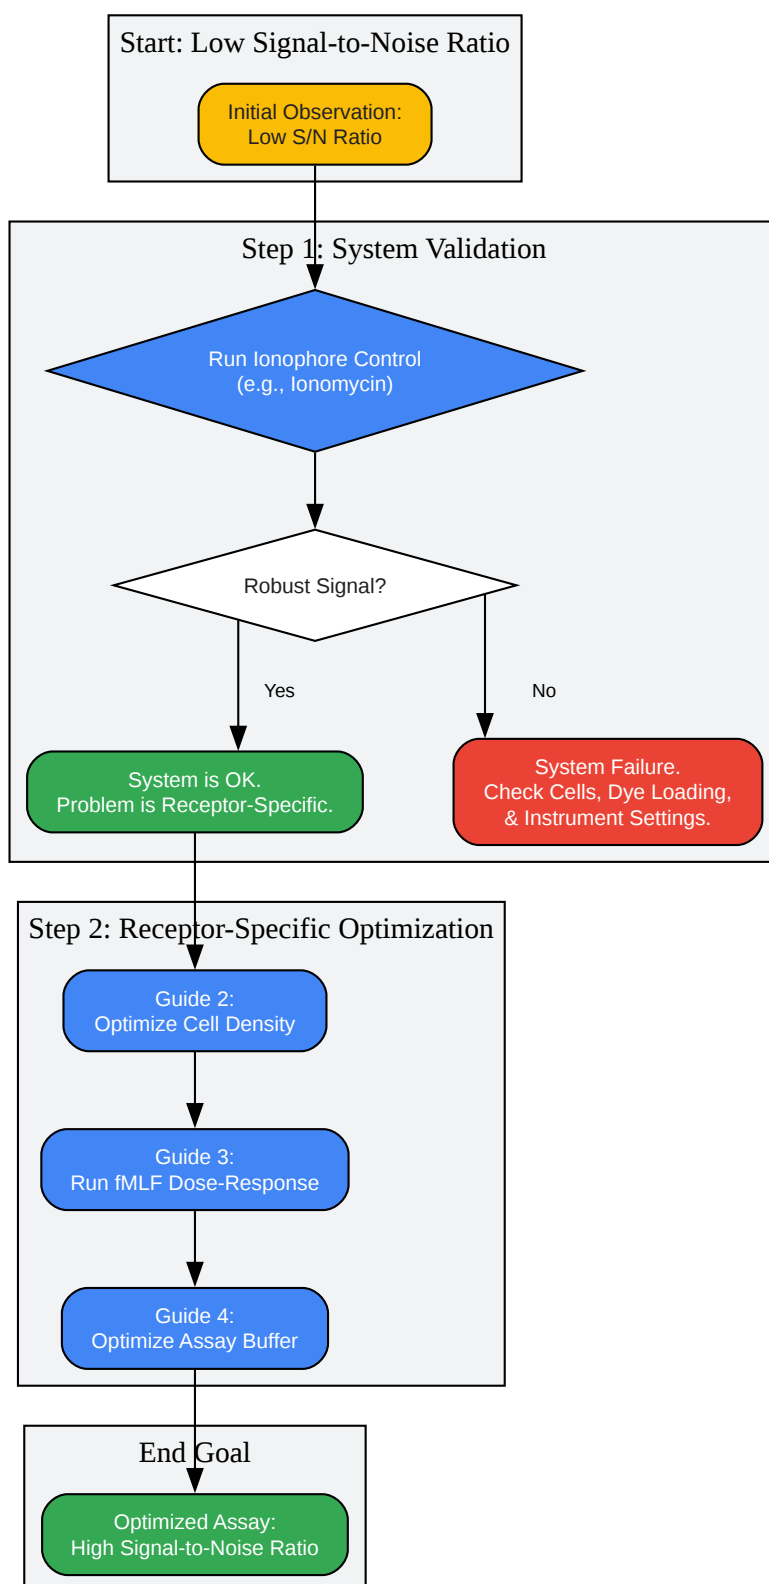 Start: Low Signal-to-Noise Ratio
Initial Observation:
Low S/N Ratio
Step 1: System Validation
Run Ionophore Control
(e.g., Ionomycin)
Robust Signal?
Yes
No
System is OK.
Problem is Receptor-Specific.
System Failure.
Check Cells, Dye Loading,
& Instrument Settings.
Step 2: Receptor-Specific Optimization
Guide 2:
Optimize Cell Density
Guide 3:
Run fMLF Dose-Response
Guide 4:
Optimize Assay Buffer
End Goal
Optimized Assay:
High Signal-to-Noise Ratio